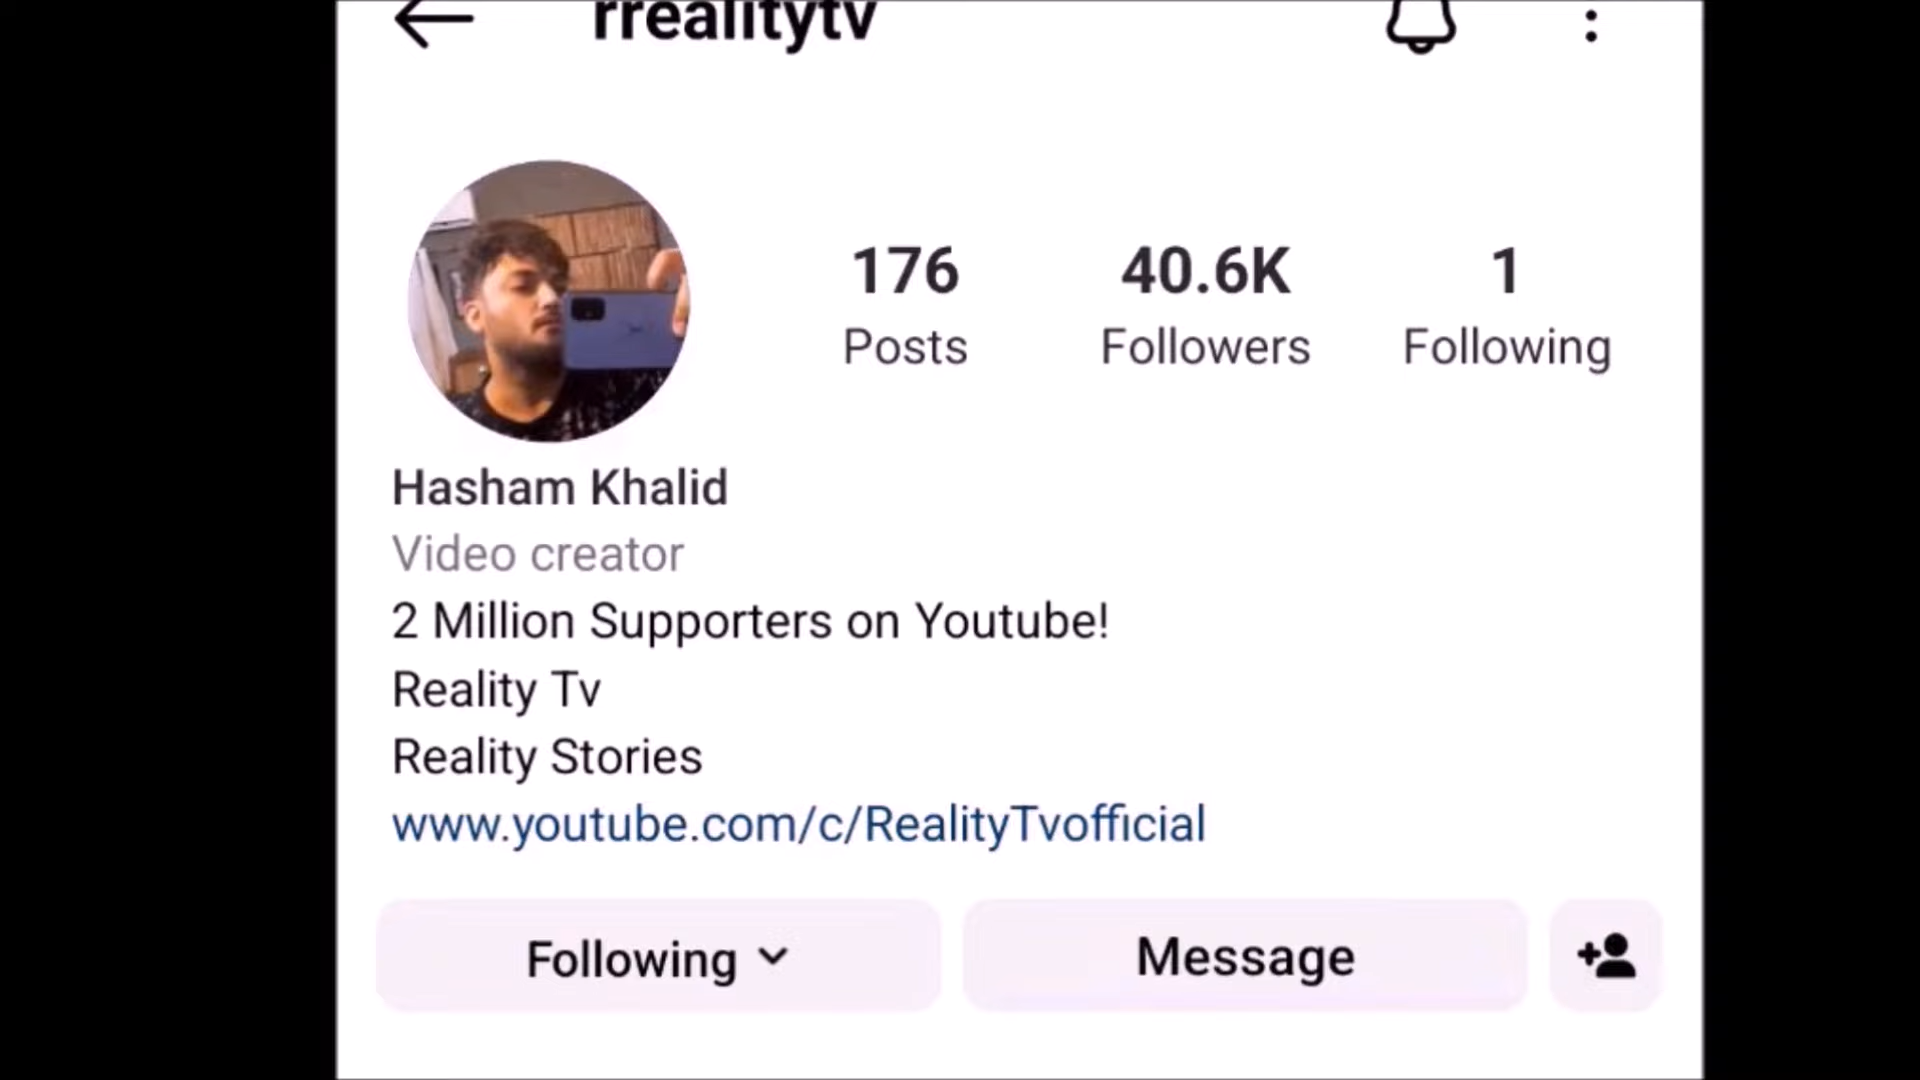 rrealitytv
176 40.6K 1
Posts Followers Following
Hasham Khalid
Video creator
2 Million Supporters on Youtube!
Reality Tv
Reality Stories
www.youtube.com/c/RealityTvofficial
Following Message